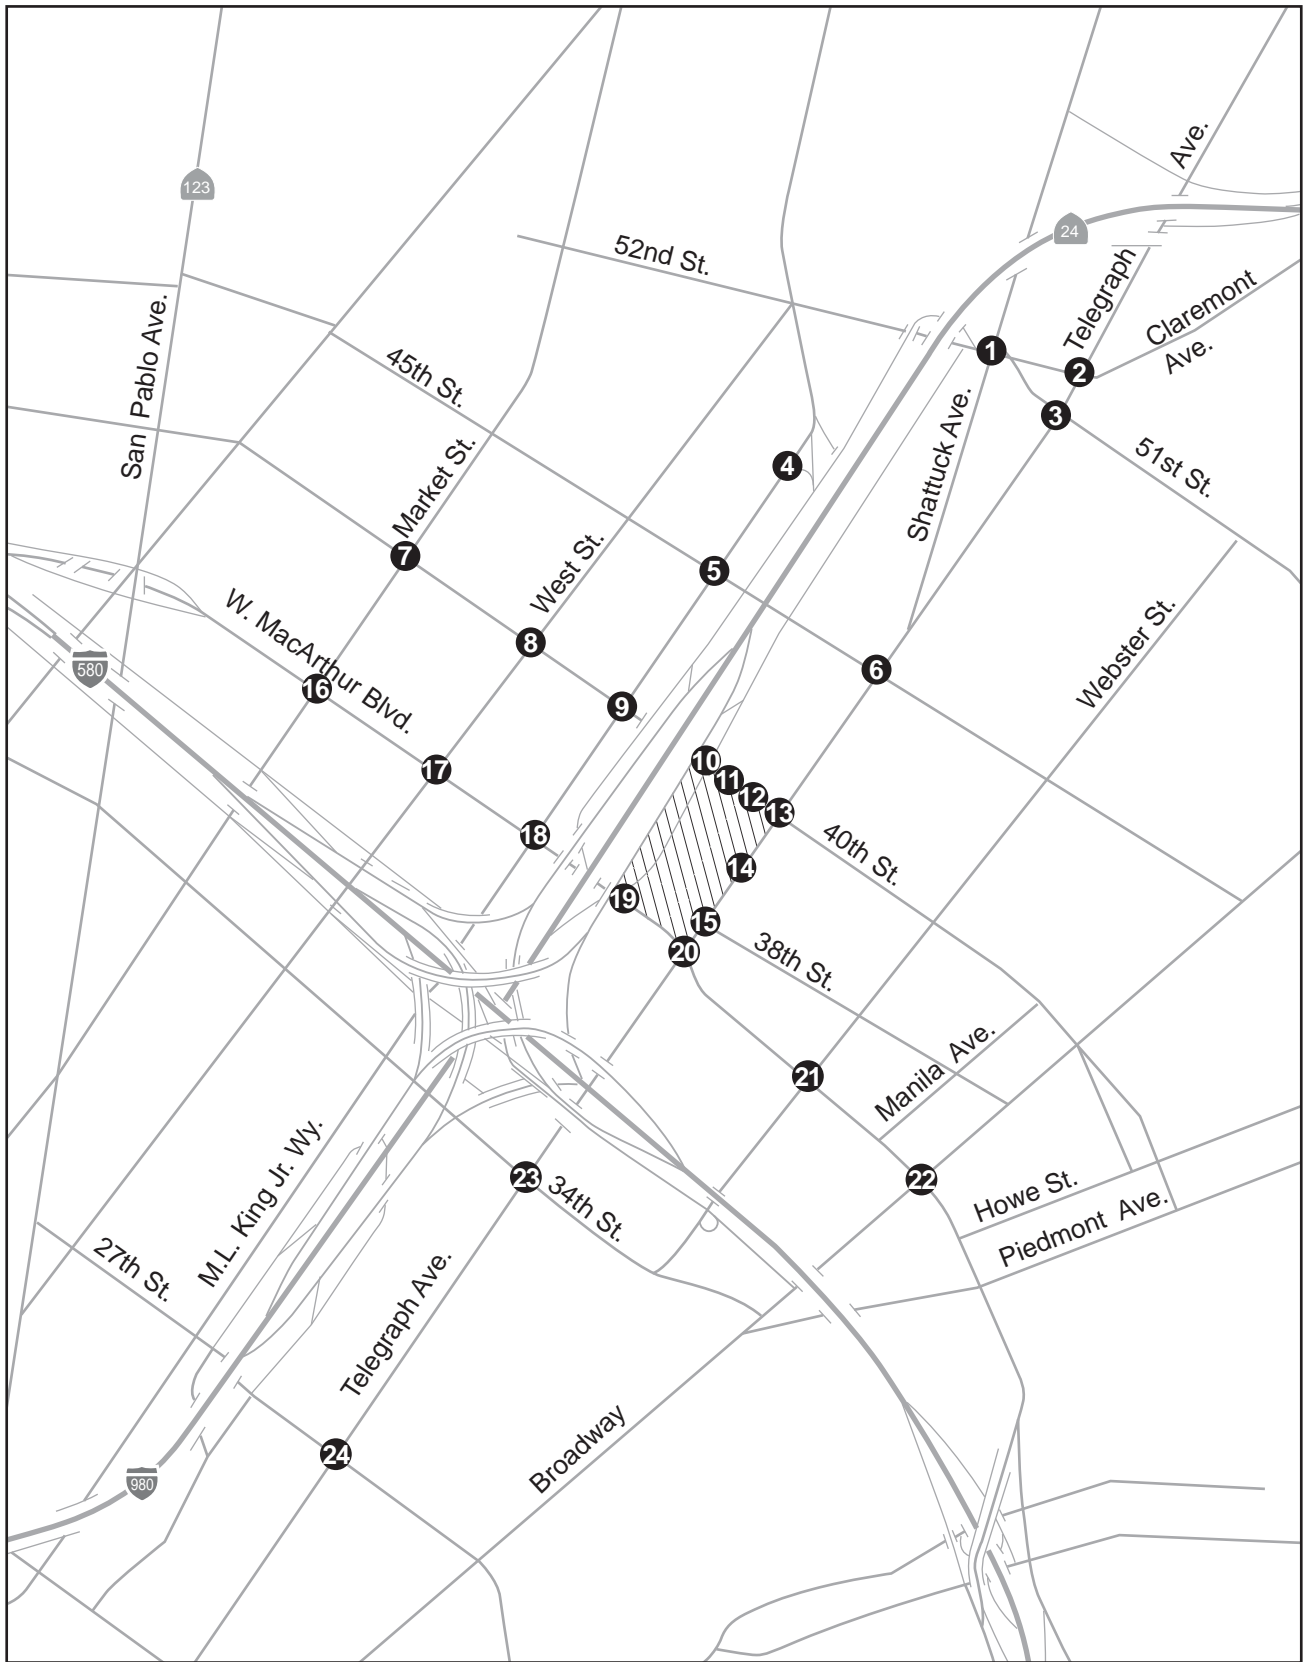 Ave.
123
24
52nd St.
Telegraph
Claremont
Ave.
San Pablo Ave.
1
2
45th St.
3
Shattuck Ave.
51st St.
Market St.
4
7
West St.
5
W. MacArthur Blvd.
Webster St.
8
580
6
16
9
17
10
11
12
13
18
40th St.
14
19
15
38th St.
20
Manila Ave.
21
M.L. King Jr. Wy.
23
34th St.
22
Howe St.
Piedmont Ave.
27th St.
Telegraph Ave.
Broadway
24
980